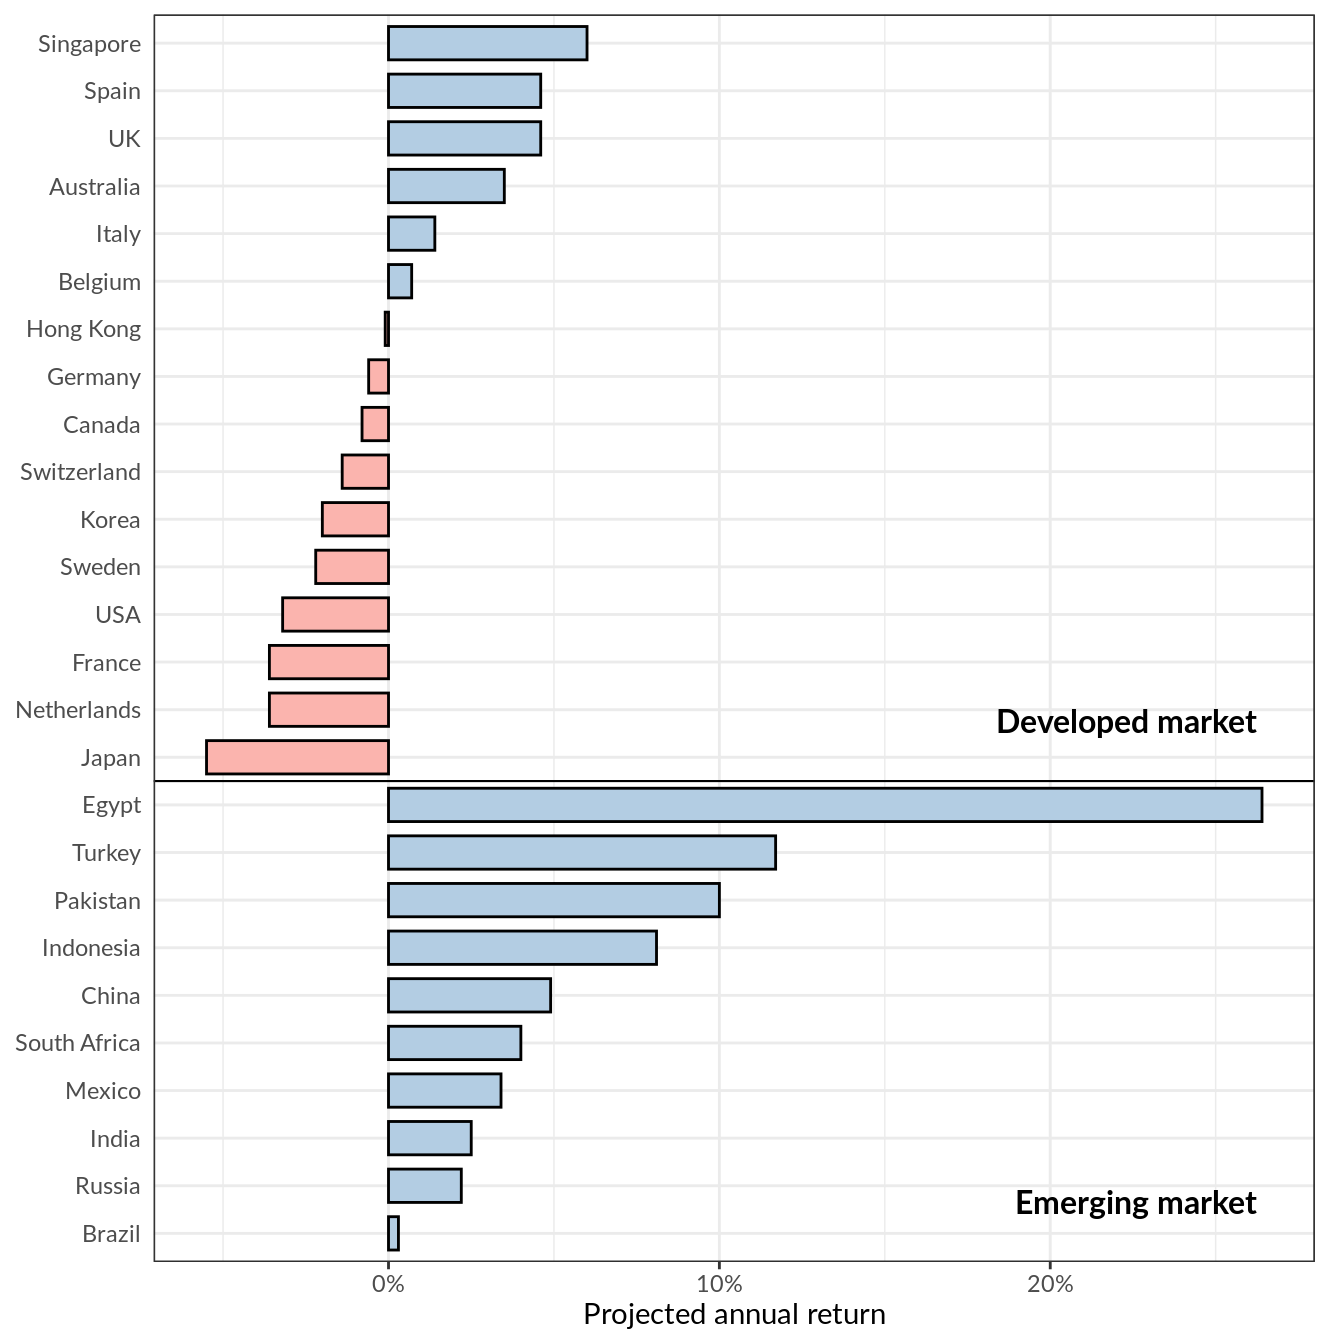 Singapore
Spain
UK
Australia
Italy
Belgium
Hong Kong
Germany
Canada
Switzerland
Korea
Sweden
USA
France
Netherlands
Developed market
Japan
Egypt
Turkey
Pakistan
Indonesia
China
South Africa
Mexico
India
Russia
Emerging market
Brazil
0% 10% 20%
Projected annual return